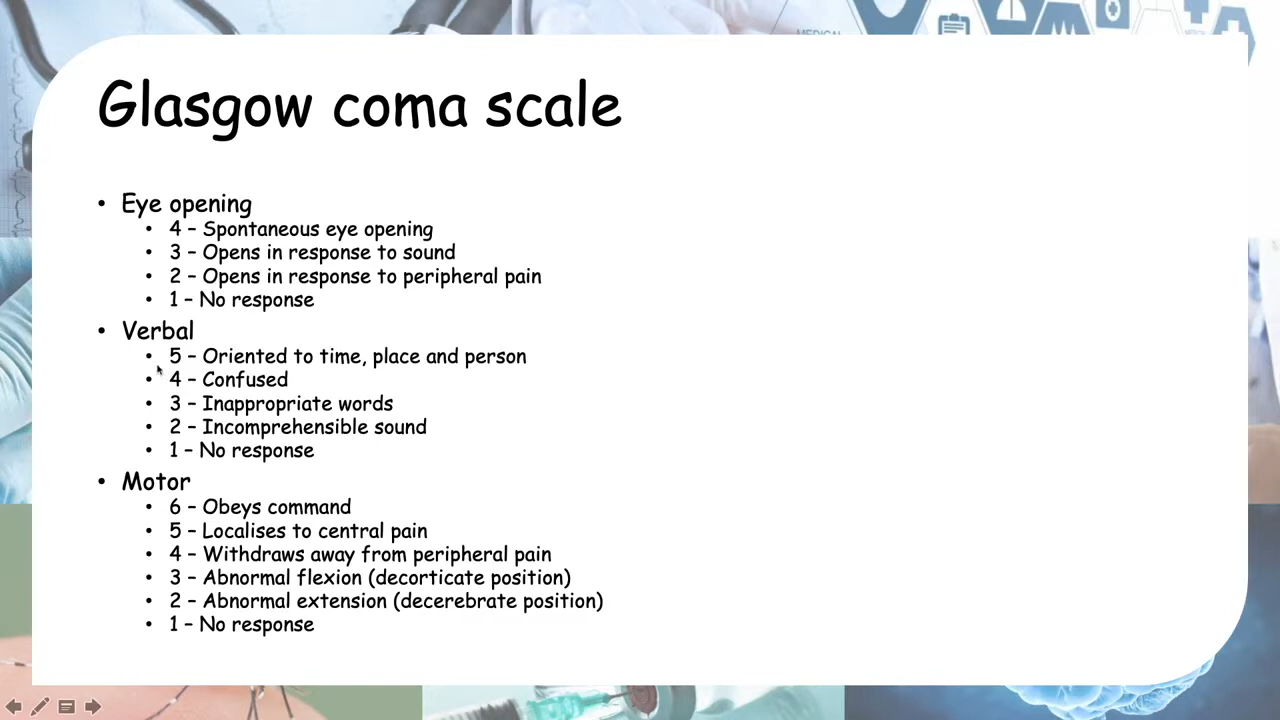 MEDICAL
Glasgow coma scale
• Eye opening
• 4 – Spontaneous eye opening
• 3 – Opens in response to sound
• 2 – Opens in response to peripheral pain
• 1 – No response
• Verbal
• 5 – Oriented to time, place and person
• 4 – Confused
• 3 – Inappropriate words
• 2 – Incomprehensible sound
• 1 – No response
• Motor
• 6 – Obeys command
• 5 – Localises to central pain
• 4 – Withdraws away from peripheral pain
• 3 – Abnormal flexion (decorticate position)
• 2 – Abnormal extension (decerebrate position)
• 1 – No response